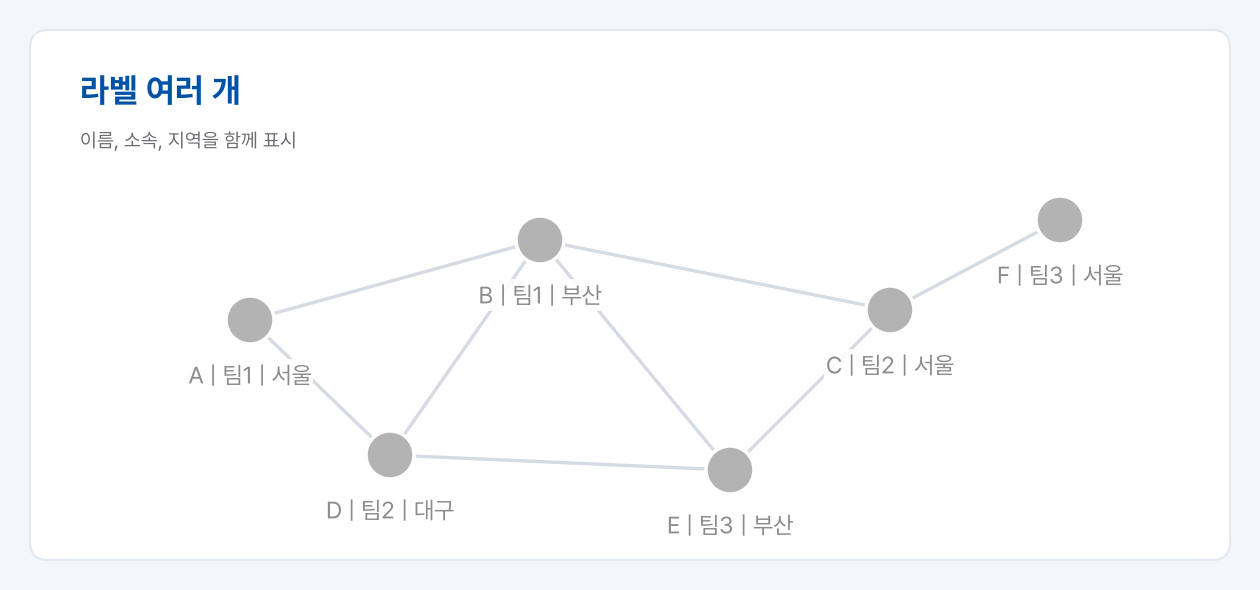 라벨 여러 개
이름, 소속, 지역을 함께 표시
F | 팀3 | 서울
B | 팀1 | 부산
C | 팀2 | 서울
A | 팀1 | 서울
D | 팀2 | 대구
E | 팀3 | 부산